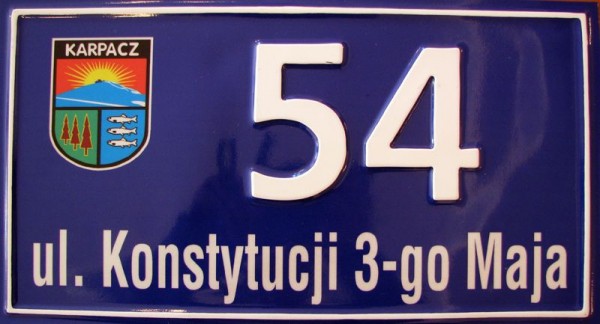 KARPACZ
54
ul. Konstytucji 3-go Maja